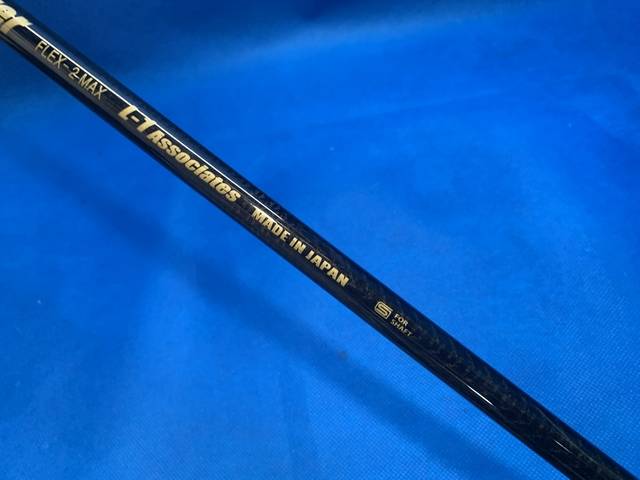 FLEX-2MAX
L-T Associates
MADE IN JAPAN
S FOR
SHAFT